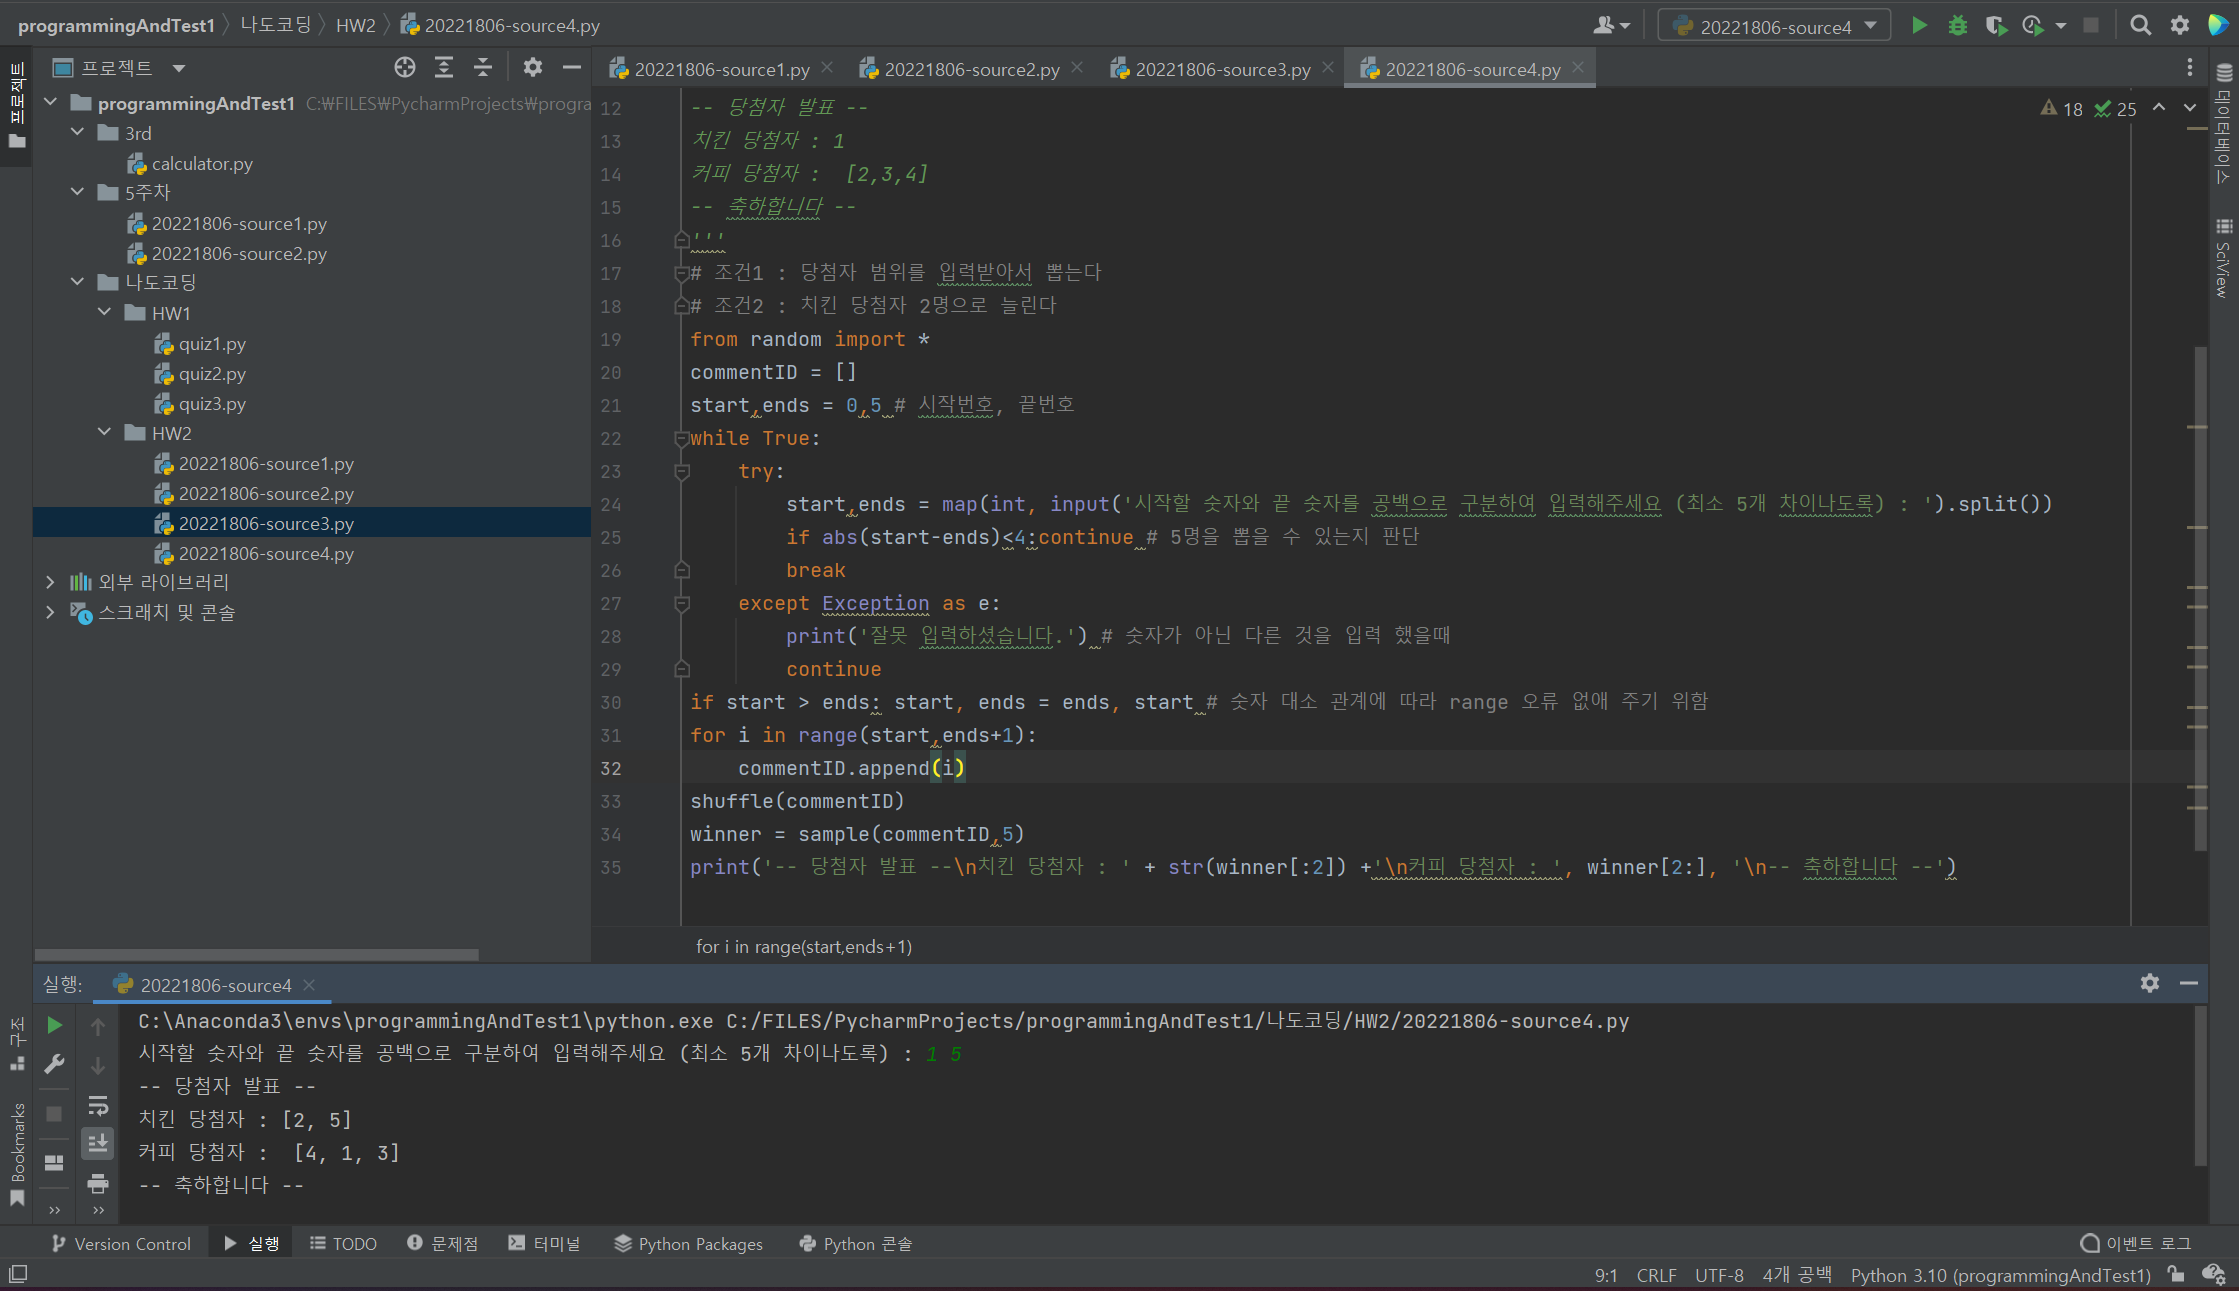 programmingAndTest1 나도코딩 HW2 20221806-source4.py
20221806-source4
프로젝트
프로젝트
20221806-source1.py
20221806-source2.py
20221806-source3.py
20221806-source4.py
programmingAndTest1 C:₩FILES₩PycharmProjects₩progra
3rd
calculator.py
5주차
20221806-source1.py
20221806-source2.py
나도코딩
HW1
quiz1.py
quiz2.py
quiz3.py
HW2
20221806-source1.py
20221806-source2.py
20221806-source3.py
20221806-source4.py
외부 라이브러리
스크래치 및 콘솔
18 25
12 -- 당첨자 발표 --
13 치킨 당첨자 : 1
14 커피 당첨자 :  [2,3,4]
15 -- 축하합니다 --
16 '''
17 # 조건1 : 당첨자 범위를 입력받아서 뽑는다
18 # 조건2 : 치킨 당첨자 2명으로 늘린다
19 from random import *
20 commentID = []
21 start,ends = 0,5 # 시작번호, 끝번호
22 while True:
23     try:
24         start,ends = map(int, input('시작할 숫자와 끝 숫자를 공백으로 구분하여 입력해주세요 (최소 5개 차이나도록) : ').split())
25         if abs(start-ends)<4:continue # 5명을 뽑을 수 있는지 판단
26         break
27     except Exception as e:
28         print('잘못 입력하셨습니다.') # 숫자가 아닌 다른 것을 입력 했을때
29         continue
30 if start > ends: start, ends = ends, start # 숫자 대소 관계에 따라 range 오류 없애 주기 위함
31 for i in range(start,ends+1):
32     commentID.append(i)
33 shuffle(commentID)
34 winner = sample(commentID,5)
35 print('-- 당첨자 발표 --\n치킨 당첨자 : ' + str(winner[:2]) +'\n커피 당첨자 : ', winner[2:], '\n-- 축하합니다 --')
for i in range(start,ends+1)
데이터베이스
SciView
실행: 20221806-source4
C:\Anaconda3\envs\programmingAndTest1\python.exe C:/FILES/PycharmProjects/programmingAndTest1/나도코딩/HW2/20221806-source4.py
시작할 숫자와 끝 숫자를 공백으로 구분하여 입력해주세요 (최소 5개 차이나도록) : 1 5
-- 당첨자 발표 --
치킨 당첨자 : [2, 5]
커피 당첨자 :  [4, 1, 3]
-- 축하합니다 --
구조
Bookmarks
Version Control 실행 TODO 문제점 터미널 Python Packages Python 콘솔 이벤트 로그
9:1 CRLF UTF-8 4개 공백 Python 3.10 (programmingAndTest1)